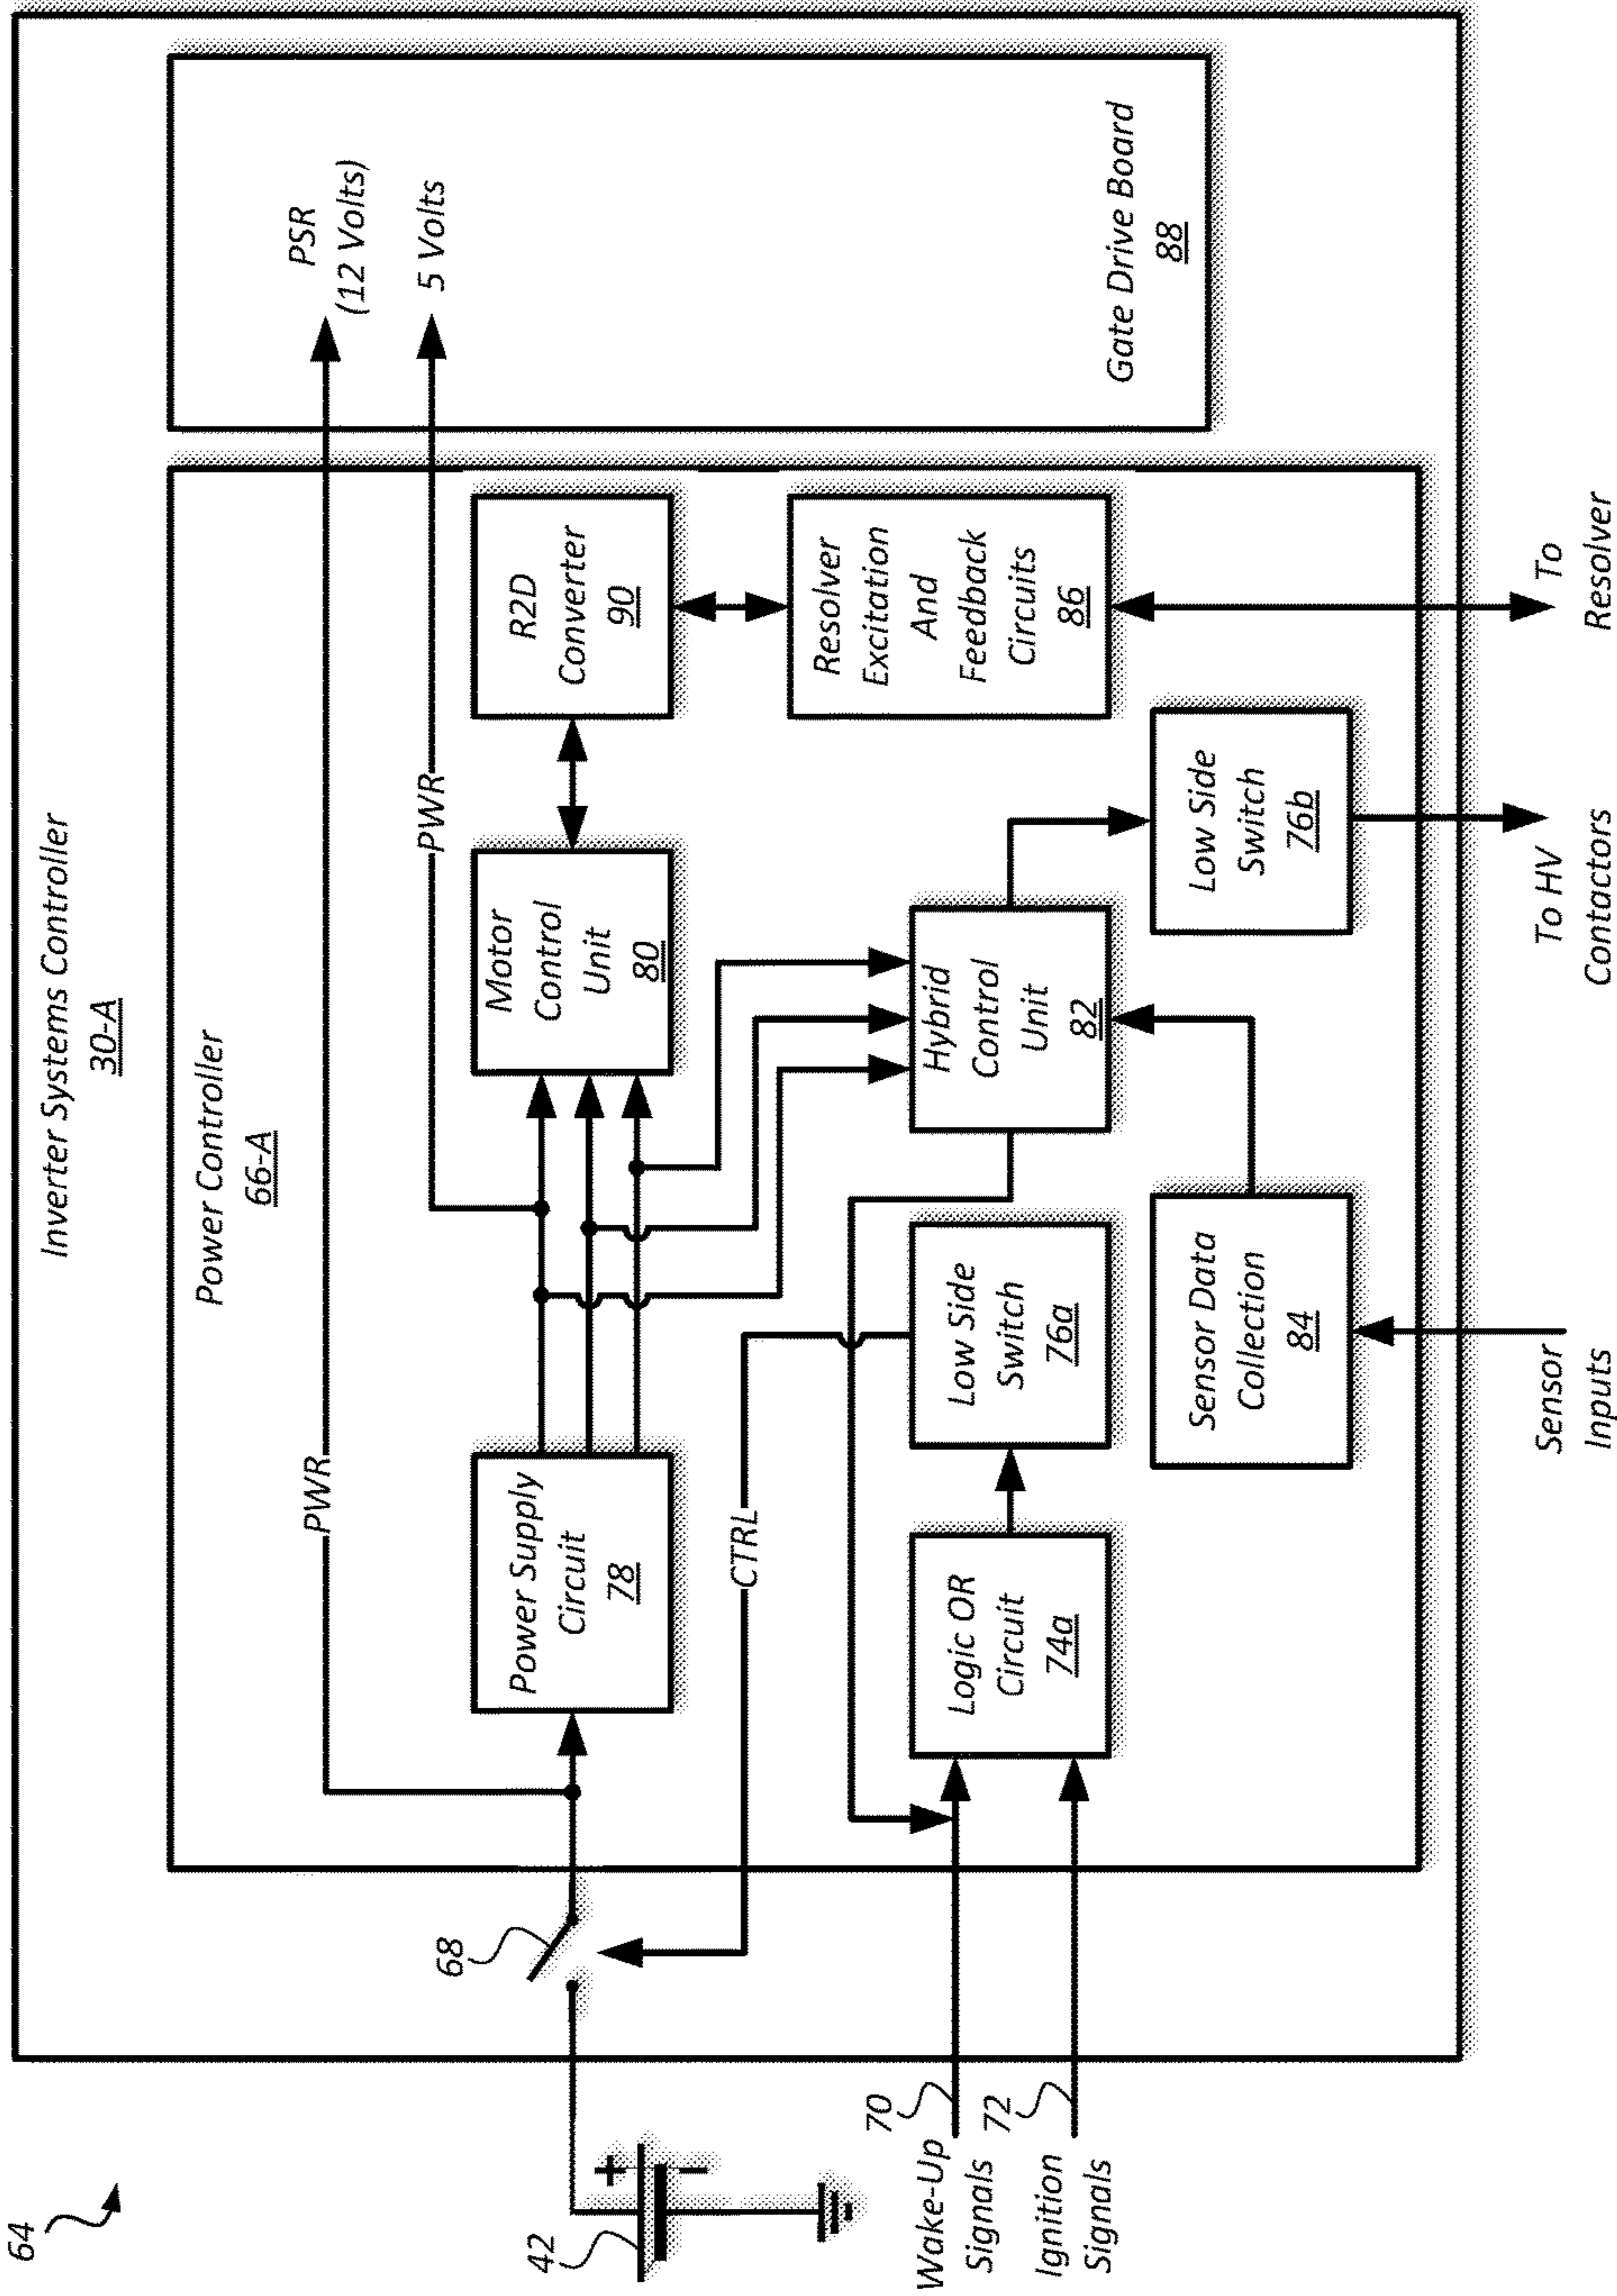 64
Inverter Systems Controller
30-A
Power Controller
66-A
PWR
PSR
(12 Volts)
PWR
5 Volts
68
42
Power Supply
Circuit
78
Motor
Control
Unit
80
R2D
Converter
90
CTRL
70
Wake-Up
Signals
72
Ignition
Signals
Logic OR
Circuit
74a
Low Side
Switch
76a
Hybrid
Control
Unit
82
Resolver
Excitation
And
Feedback
Circuits
86
Sensor Data
Collection
84
Low Side
Switch
76b
Gate Drive Board
88
Sensor
Inputs
To HV
Contactors
To
Resolver